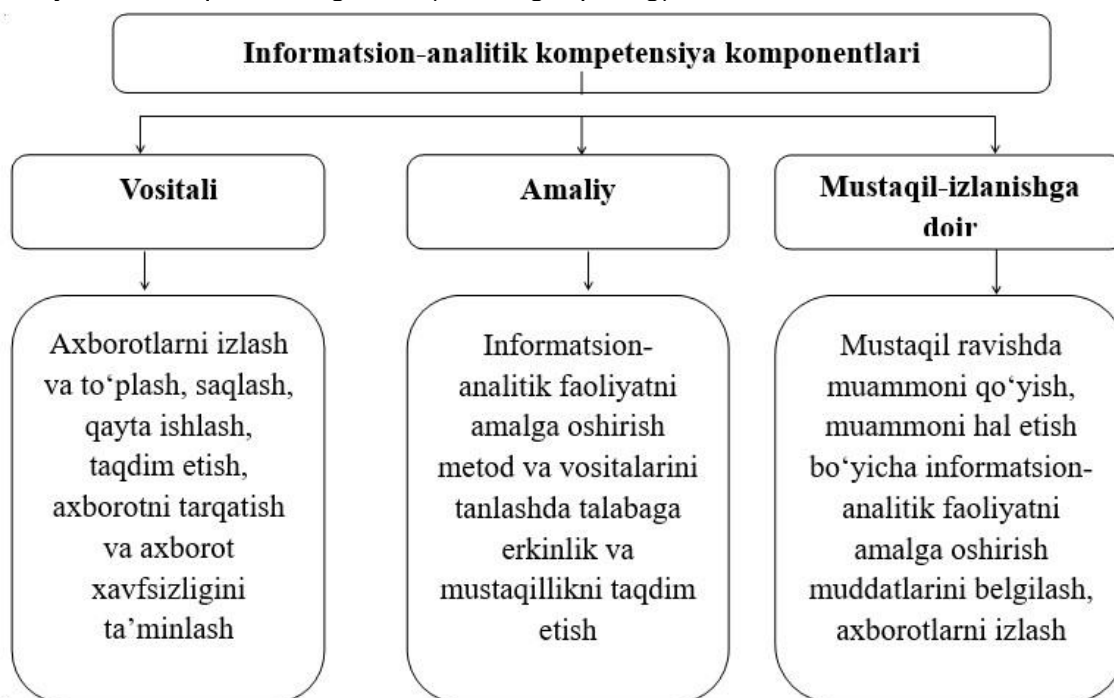 Informatsion-analitik kompetensiya komponentlari
Vositali
Amaliy
Mustaqil-izlanishga
doir
Axborotlarni izlash
va to‘plash, saqlash,
qayta ishlash,
taqdim etish,
axborotni tarqatish
va axborot
xavfsizligini
ta’minlash
Informatsion-
analitik faoliyatni
amalga oshirish
metod va vositalarini
tanlashda talabaga
erkinlik va
mustaqillikni taqdim
etish
Mustaqil ravishda
muammoni qo‘yish,
muammoni hal etish
bo‘yicha informatsion-
analitik faoliyatni
amalga oshirish
muddatlarini belgilash,
axborotlarni izlash